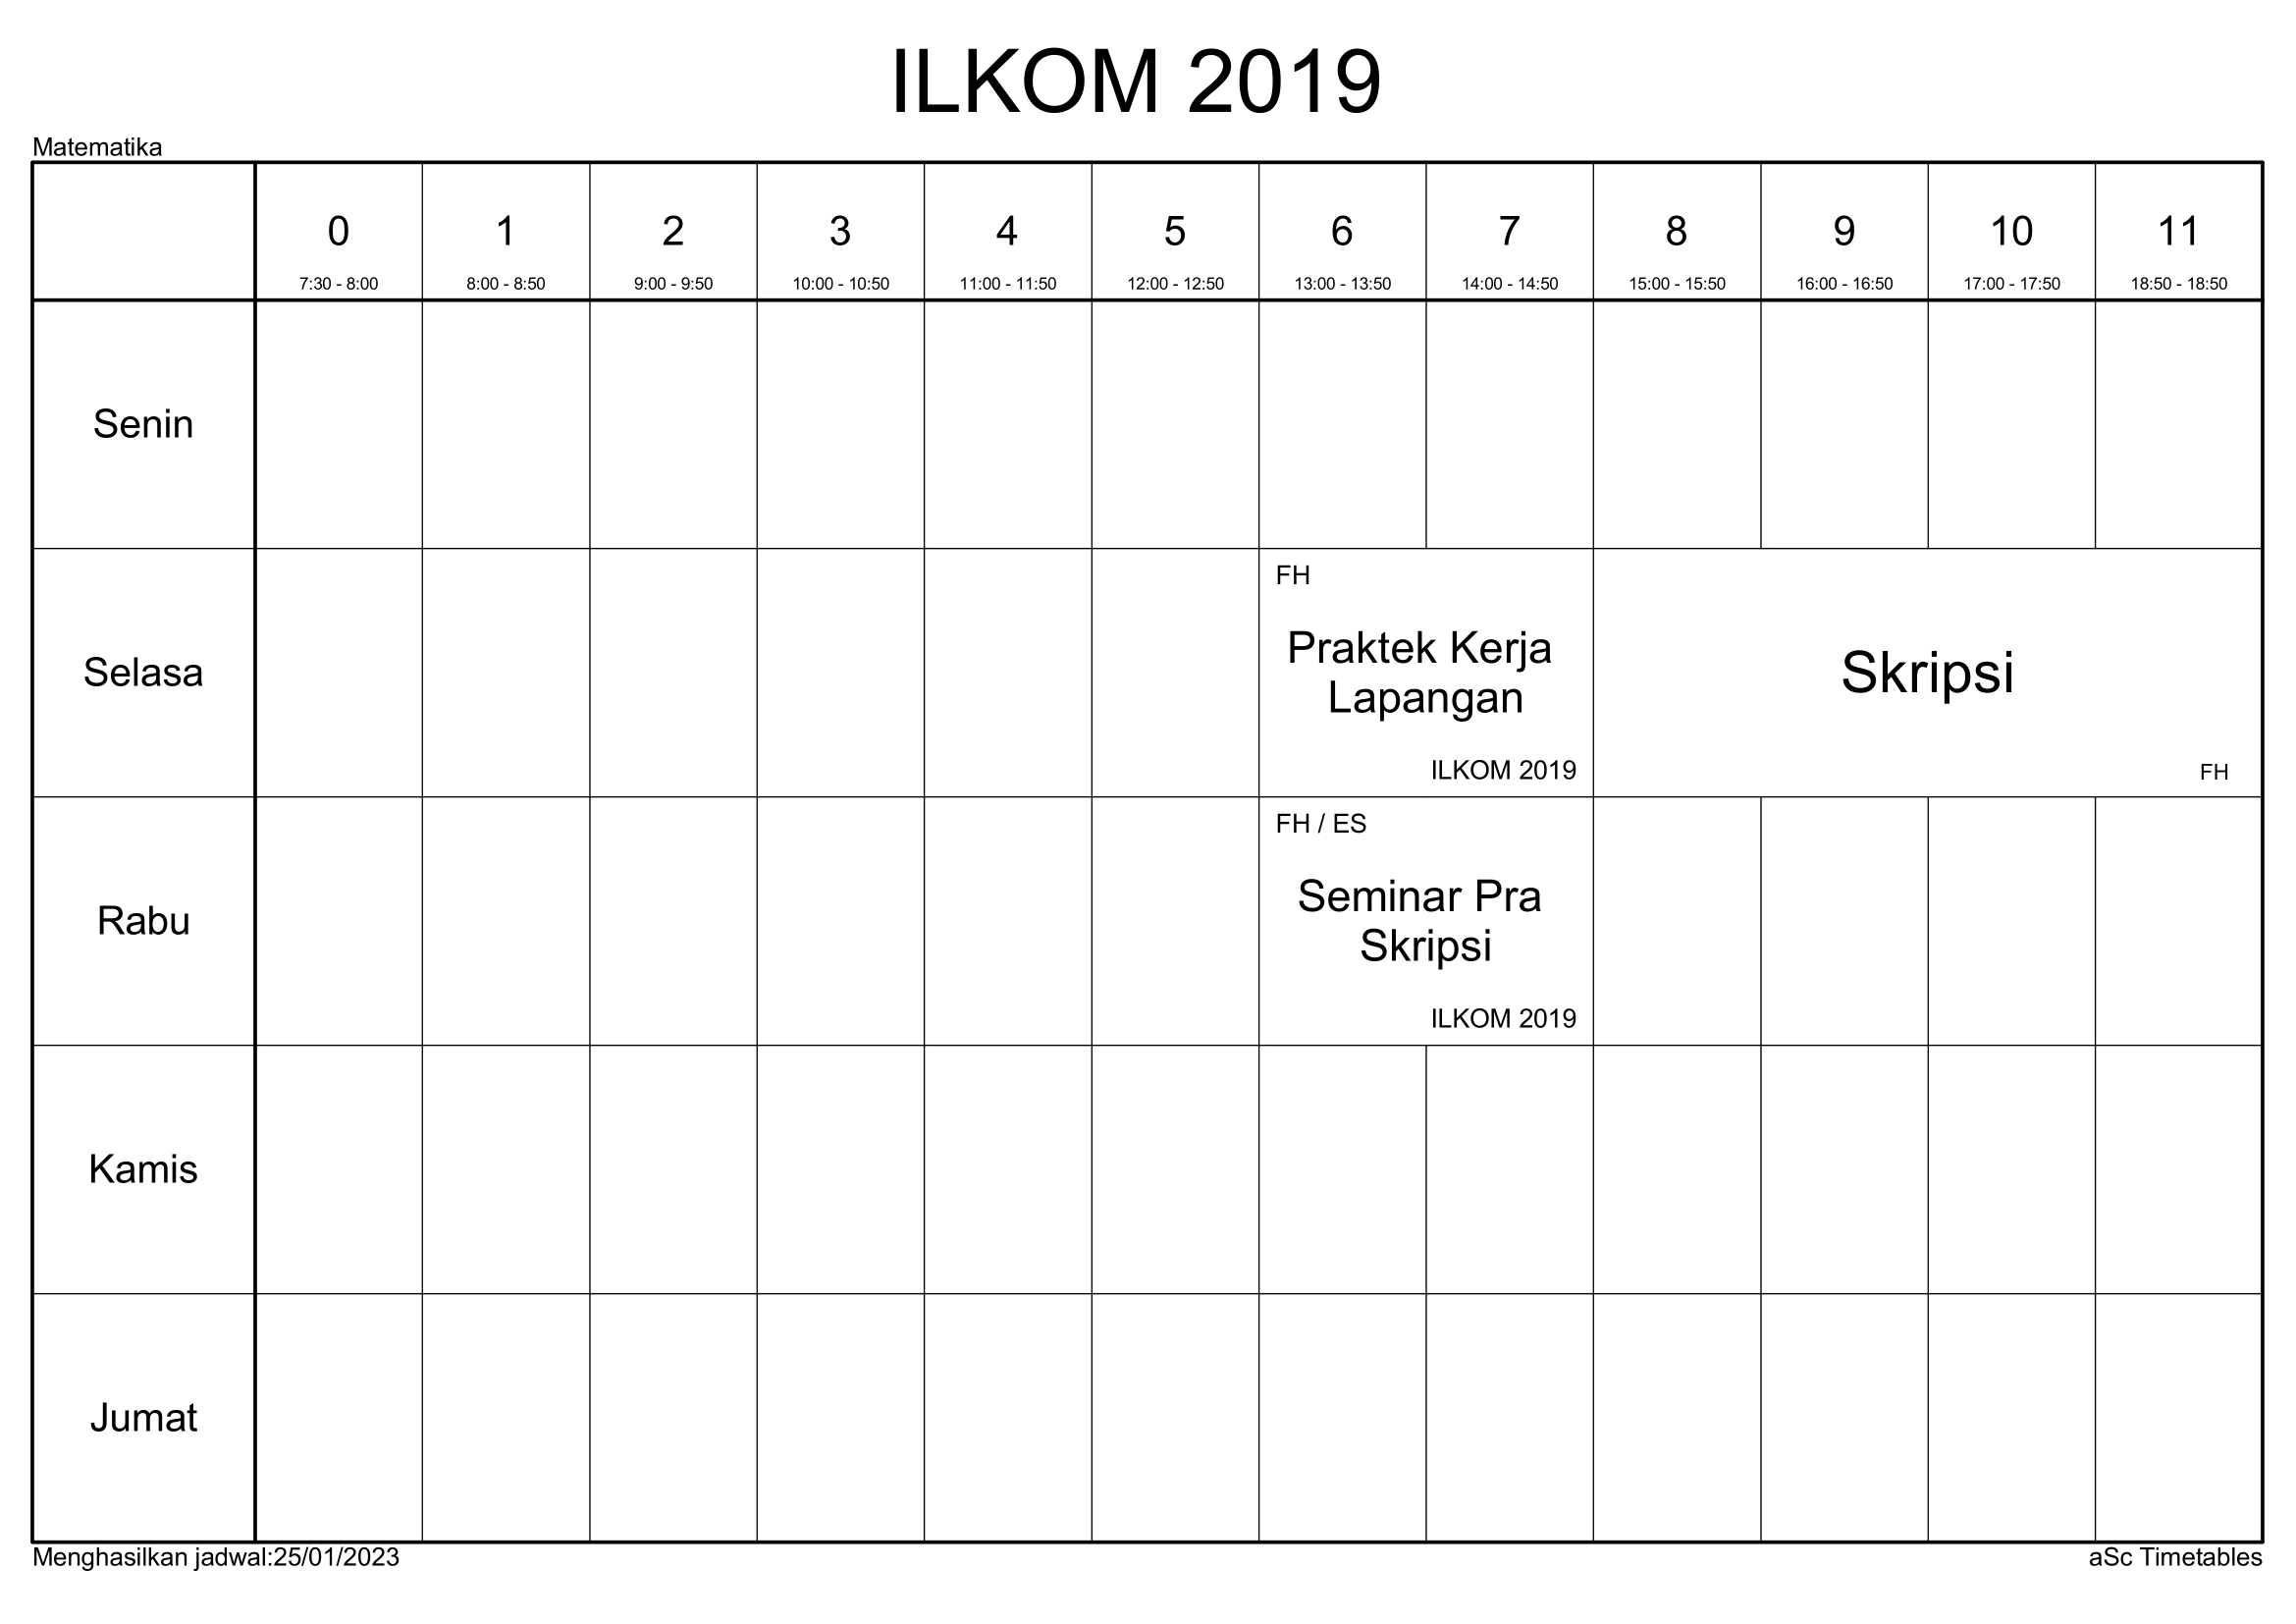 ILKOM 2019
Matematika
0 1 2 3 4 5 6 7 8 9 10 11
7:30 - 8:00 8:00 - 8:50 9:00 - 9:50 10:00 - 10:50 11:00 - 11:50 12:00 - 12:50 13:00 - 13:50 14:00 - 14:50 15:00 - 15:50 16:00 - 16:50 17:00 - 17:50 18:50 - 18:50
Senin
Selasa
FH
Praktek Kerja
Lapangan
ILKOM 2019
Skripsi
FH
Rabu
FH / ES
Seminar Pra
Skripsi
ILKOM 2019
Kamis
Jumat
Menghasilkan jadwal:25/01/2023
aSc Timetables